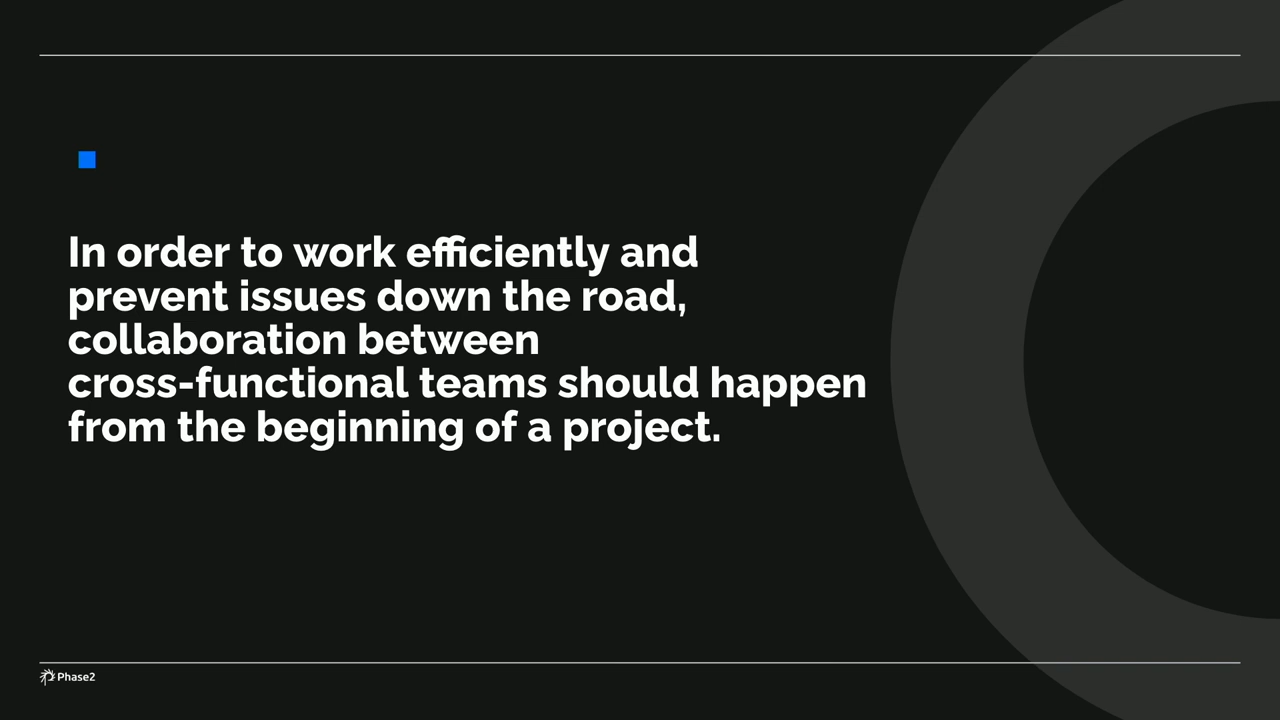 In order to work efficiently and
prevent issues down the road,
collaboration between
cross-functional teams should happen
from the beginning of a project.
Phase2